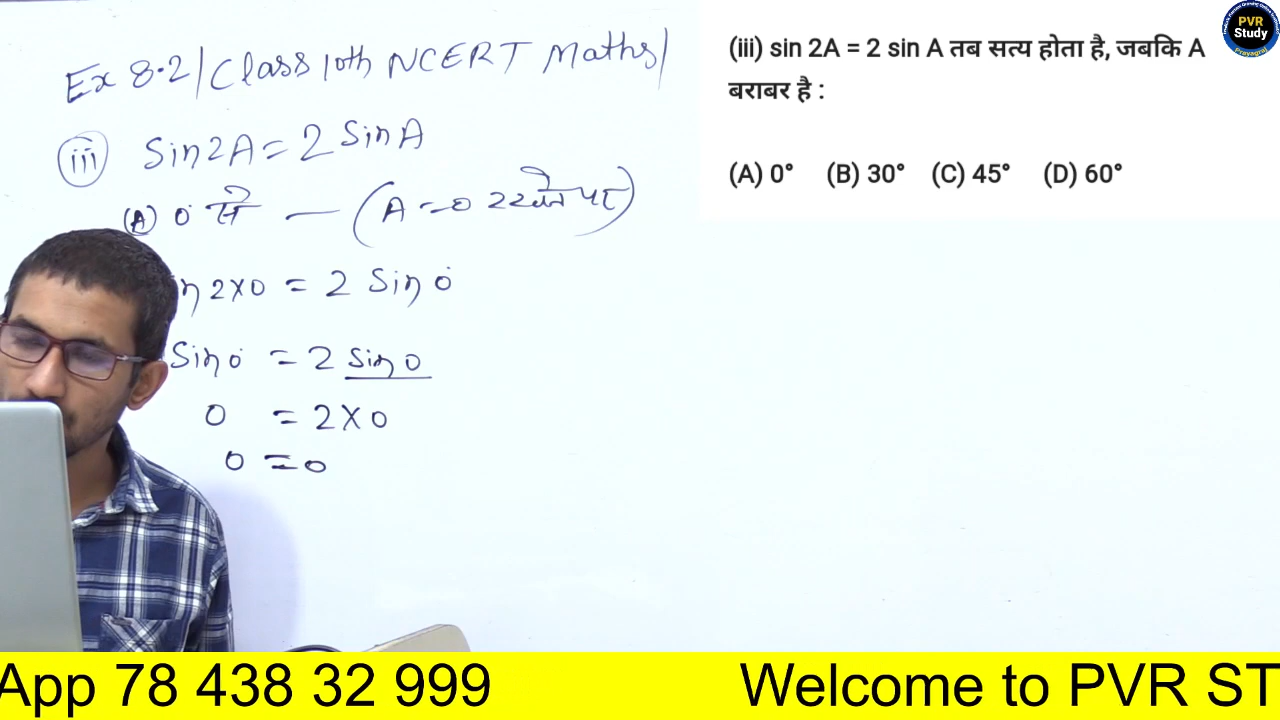 Ex 8.2/Class 10th NCERT Maths/
(iii) Sin2A = 2 Sin A
(A) 0° से — (A = 0 रखने पर)
2×0 = 2 Sin 0°
Sin 0° = 2 Sin 0
0 = 2×0
0 = 0
(iii) sin 2A = 2 sin A तब सत्य होता है, जबकि A
बराबर है :
(A) 0° (B) 30° (C) 45° (D) 60°
PVR
Study
Prayagraj
App 78 438 32 999 Welcome to PVR ST